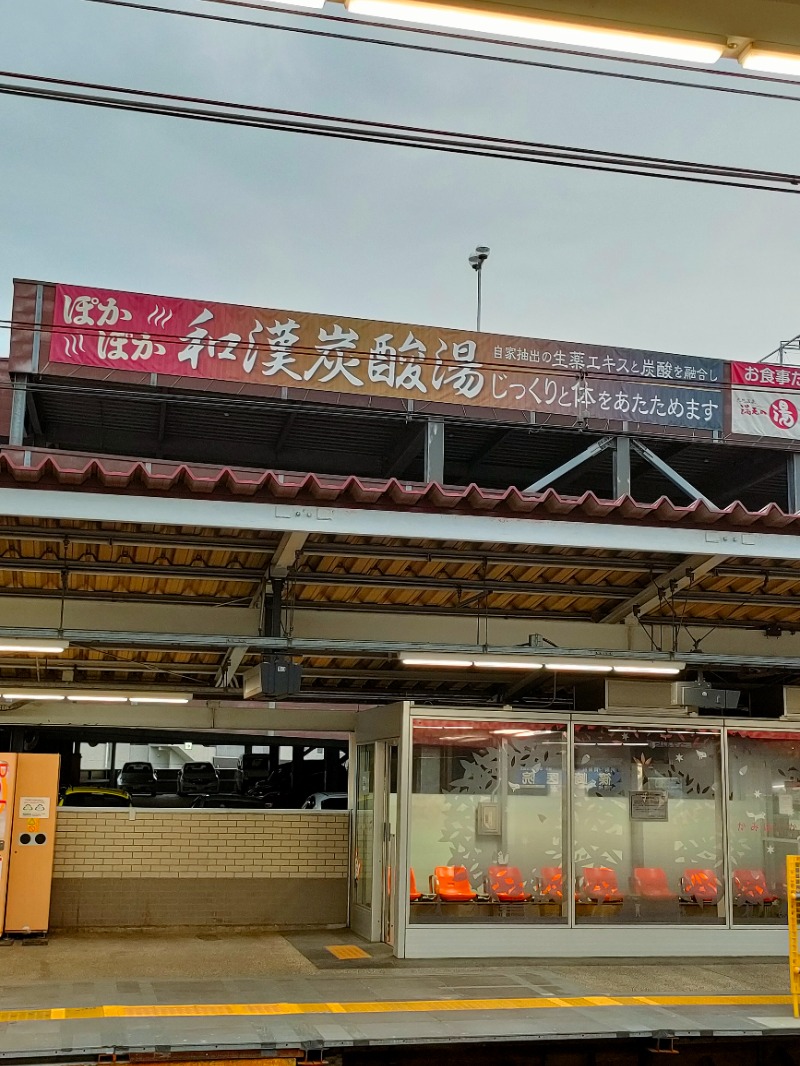 ぽか
ぽか
和漢炭酸湯
自家抽出の生薬エキスと炭酸を融合し
じっくりと体をあたためます
お食事だ
湯